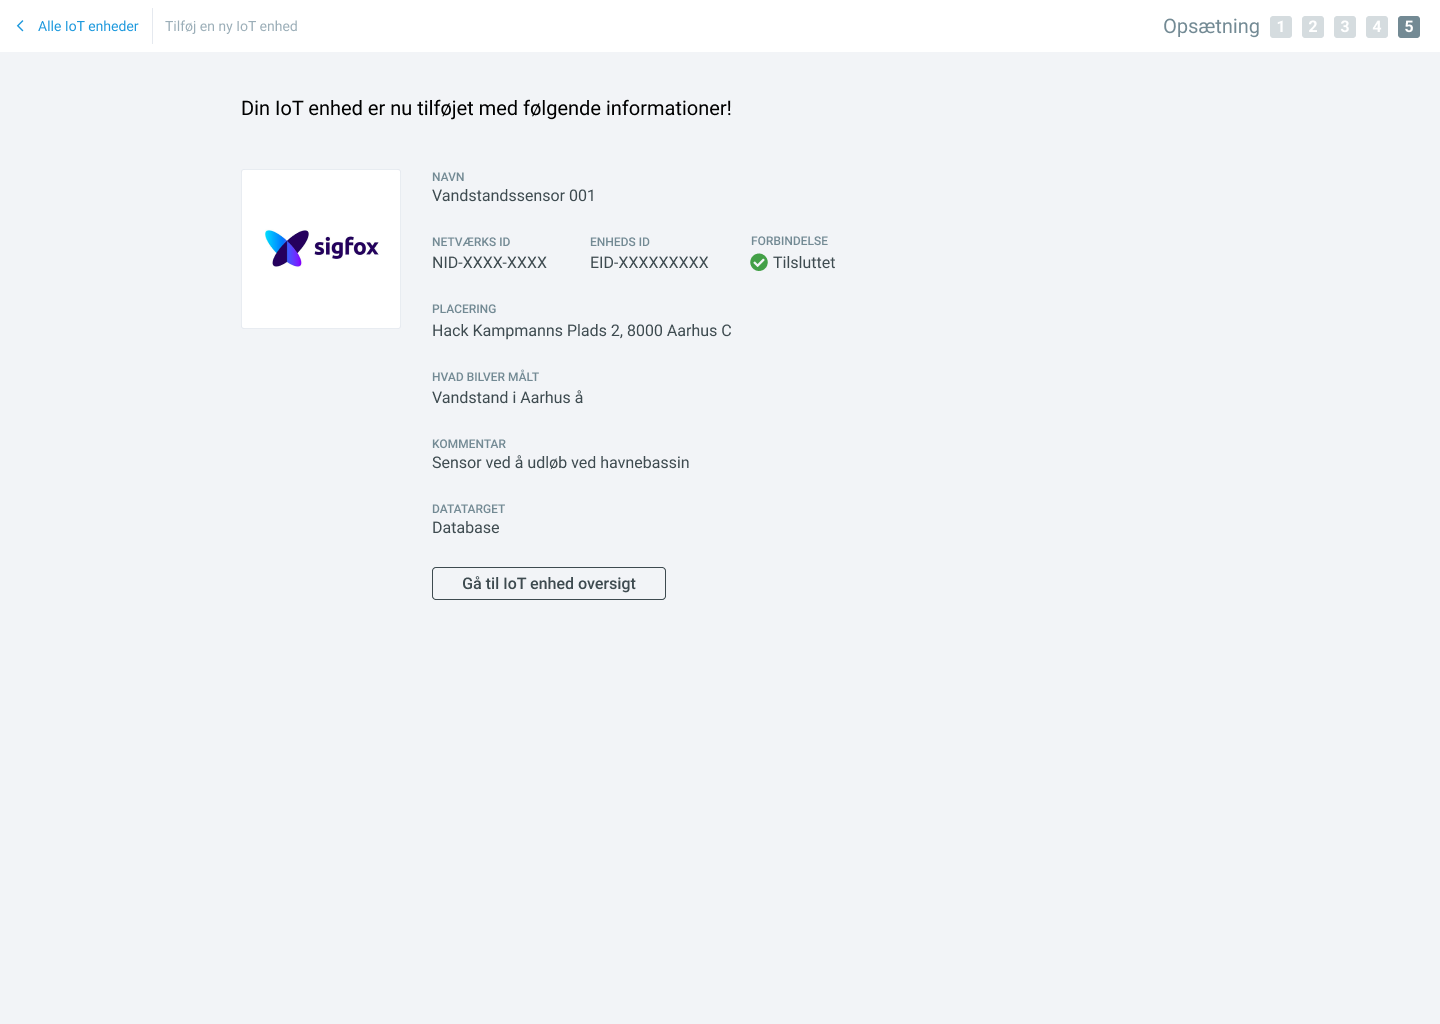 Alle IoT enheder
Tilføj en ny IoT enhed
Opsætning 1 2 3 4 5
Din IoT enhed er nu tilføjet med følgende informationer!
sigfox
NAVN
Vandstandssensor 001
NETVÆRKS ID
NID-XXXX-XXXX
ENHEDS ID
EID-XXXXXXXXX
FORBINDELSE
Tilsluttet
PLACERING
Hack Kampmanns Plads 2, 8000 Aarhus C
HVAD BILVER MÅLT
Vandstand i Aarhus å
KOMMENTAR
Sensor ved å udløb ved havnebassin
DATATARGET
Database
Gå til IoT enhed oversigt